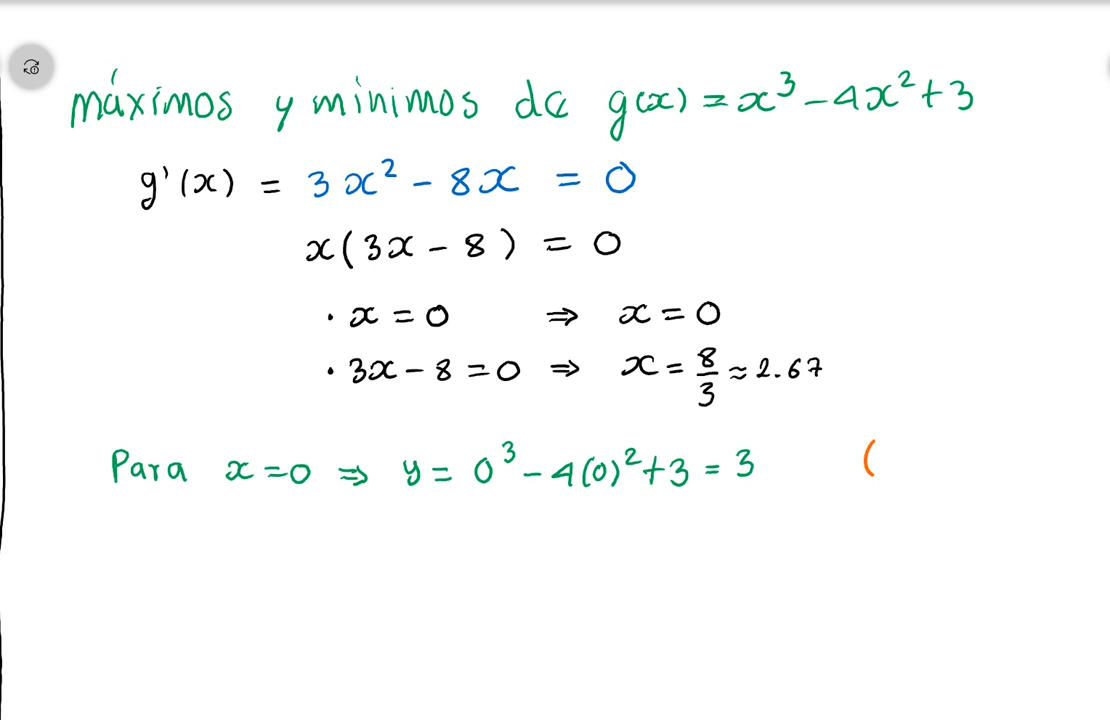 máximos y mínimos de g(x) = x³ - 4x² + 3
g'(x) = 3x² - 8x = 0
x(3x - 8) = 0
· x = 0 ⇒ x = 0
· 3x - 8 = 0 ⇒ x = 8/3 ≈ 2.67
Para x = 0 ⇒ y = 0³ - 4(0)² + 3 = 3 (